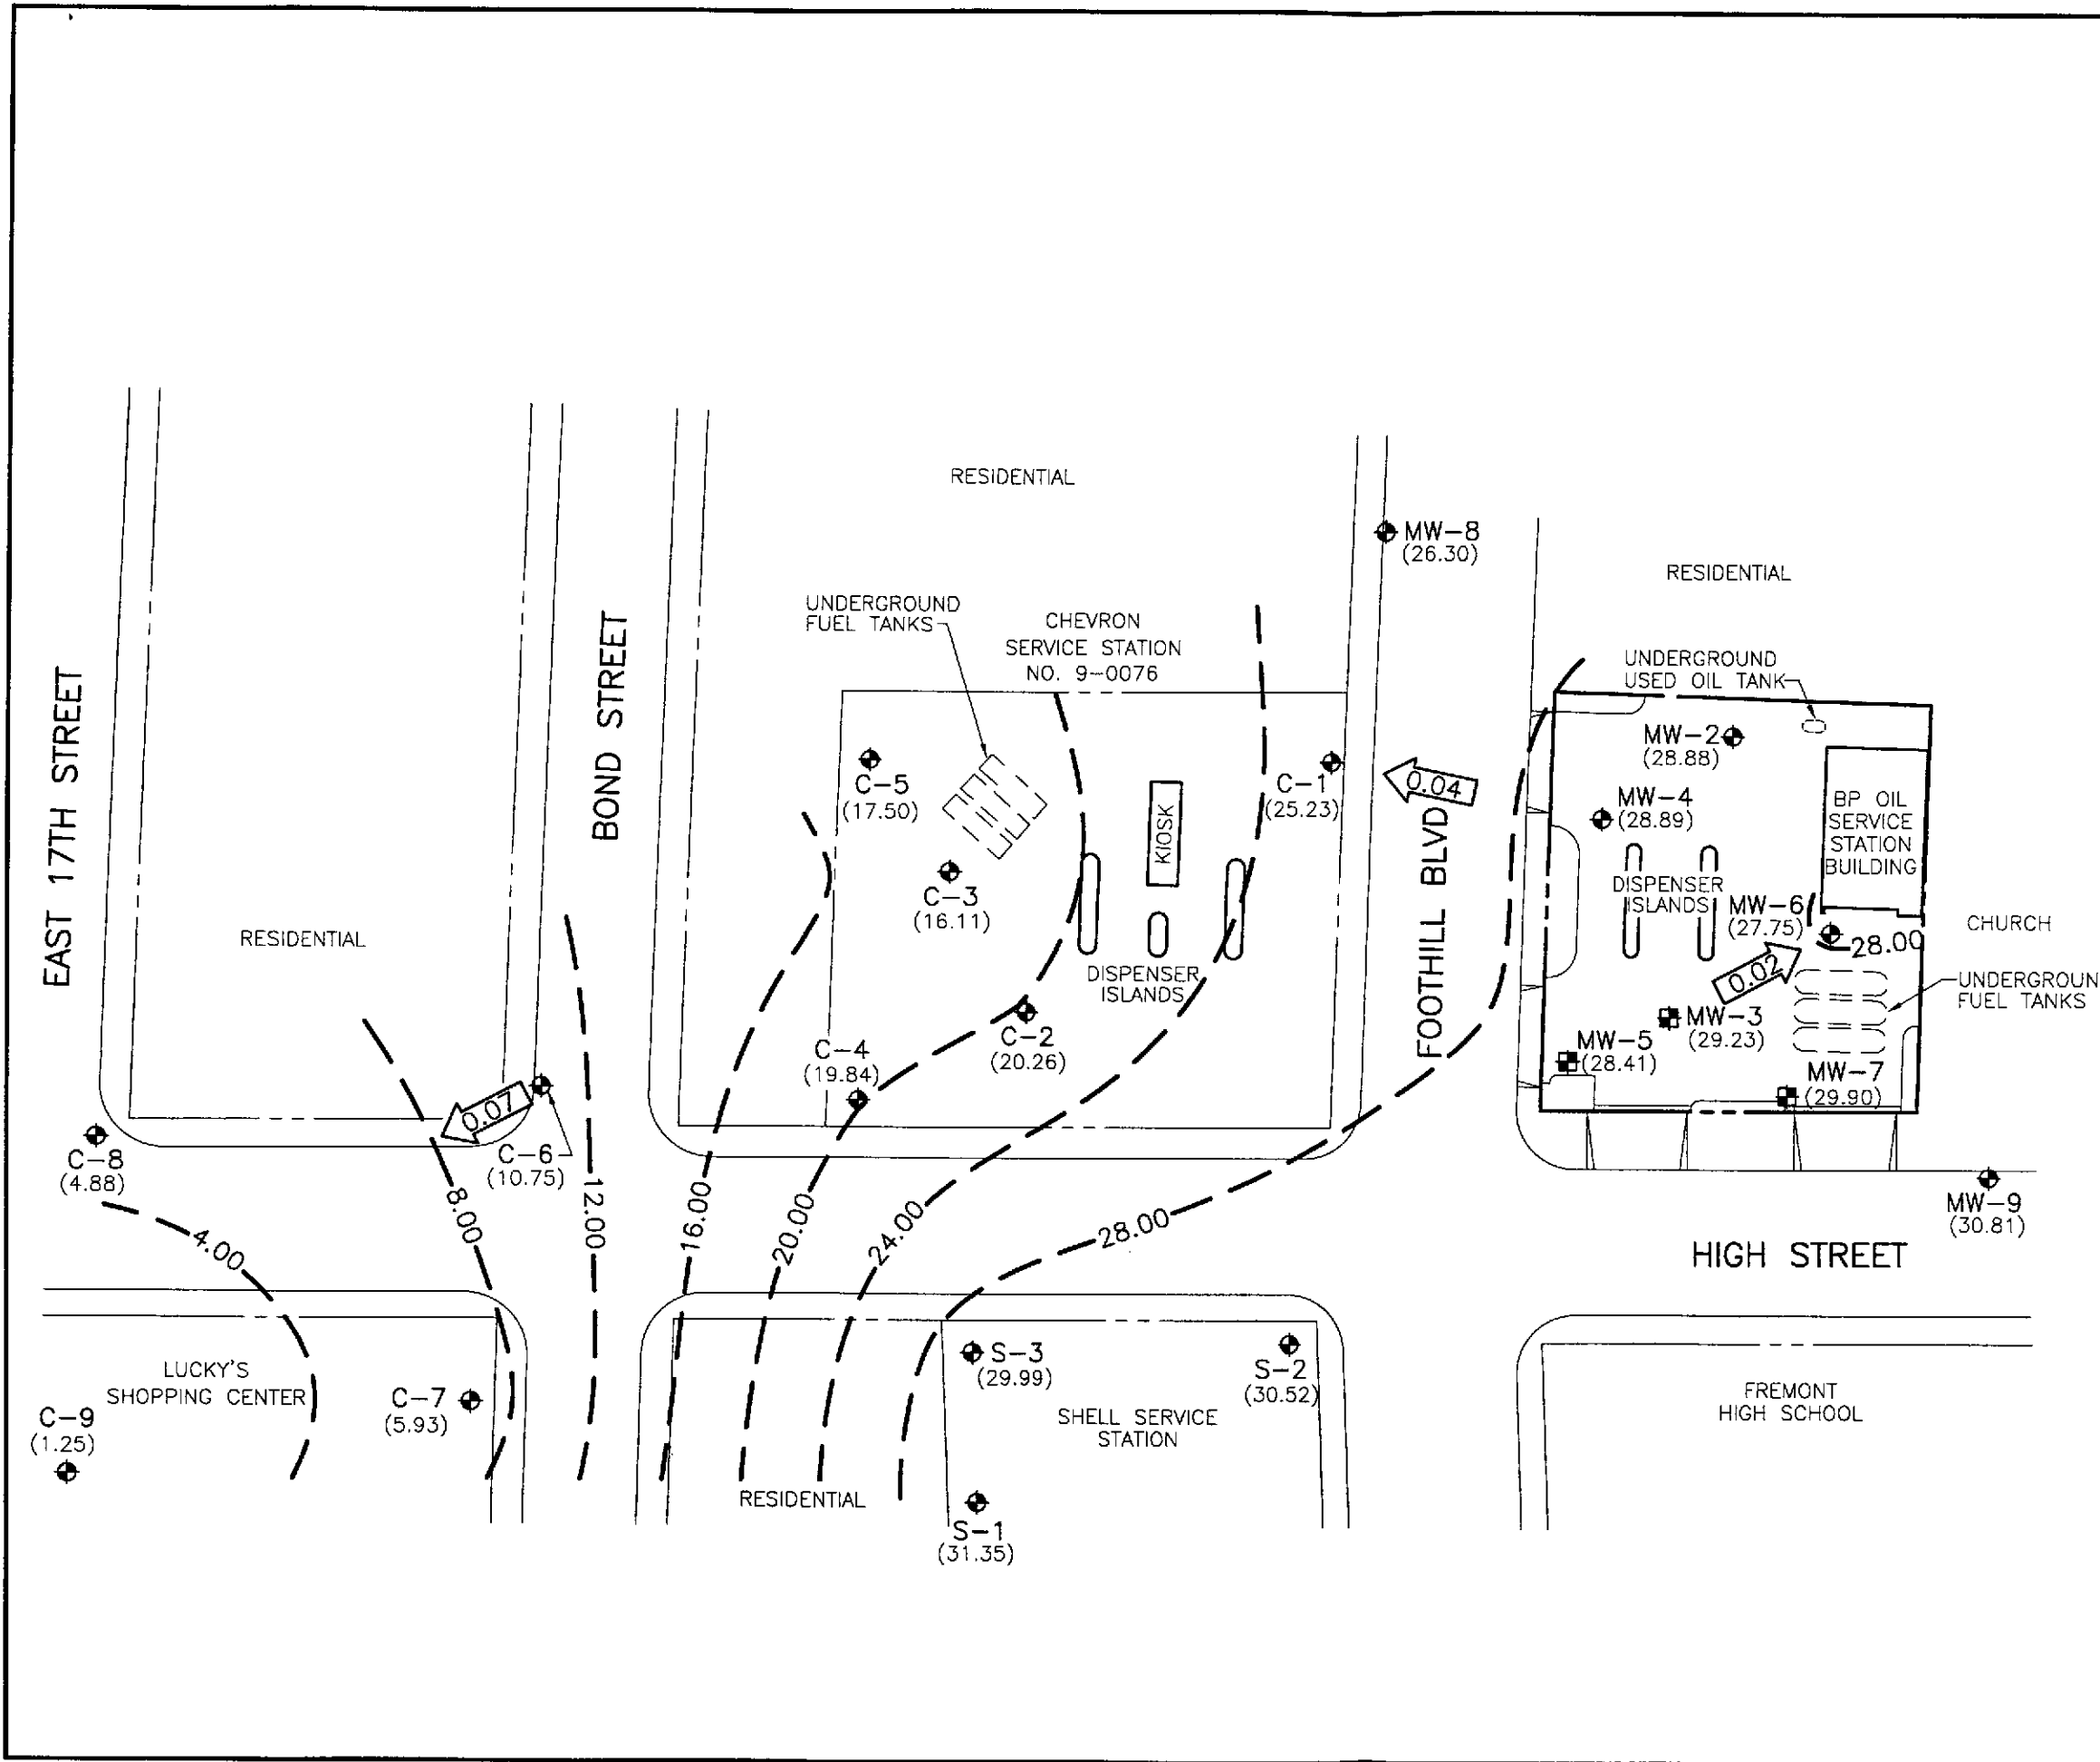 RESIDENTIAL
MW-8
(26.30)
RESIDENTIAL
UNDERGROUND
FUEL TANKS
CHEVRON
SERVICE STATION
NO. 9-0076
UNDERGROUND
USED OIL TANK
EAST 17TH STREET
BOND STREET
MW-2
(28.88)
C-5
(17.50)
KIOSK
C-1
(25.23)
0.04
FOOTHILL BLVD
MW-4
(28.89)
BP OIL
SERVICE
STATION
BUILDING
C-3
(16.11)
DISPENSER
ISLANDS
MW-6
(27.75)
28.00
CHURCH
RESIDENTIAL
DISPENSER
ISLANDS
0.02
UNDERGROUN
FUEL TANKS
C-2
(20.26)
MW-3
(29.23)
MW-5
(28.41)
C-4
(19.84)
MW-7
(29.90)
0.07
C-8
(4.88)
C-6
(10.75)
MW-9
(30.81)
4.00
8.00
12.00
16.00
20.00
24.00
28.00
HIGH STREET
LUCKY'S
SHOPPING CENTER
C-7
(5.93)
C-9
(1.25)
S-3
(29.99)
S-2
(30.52)
SHELL SERVICE
STATION
FREMONT
HIGH SCHOOL
RESIDENTIAL
S-1
(31.35)